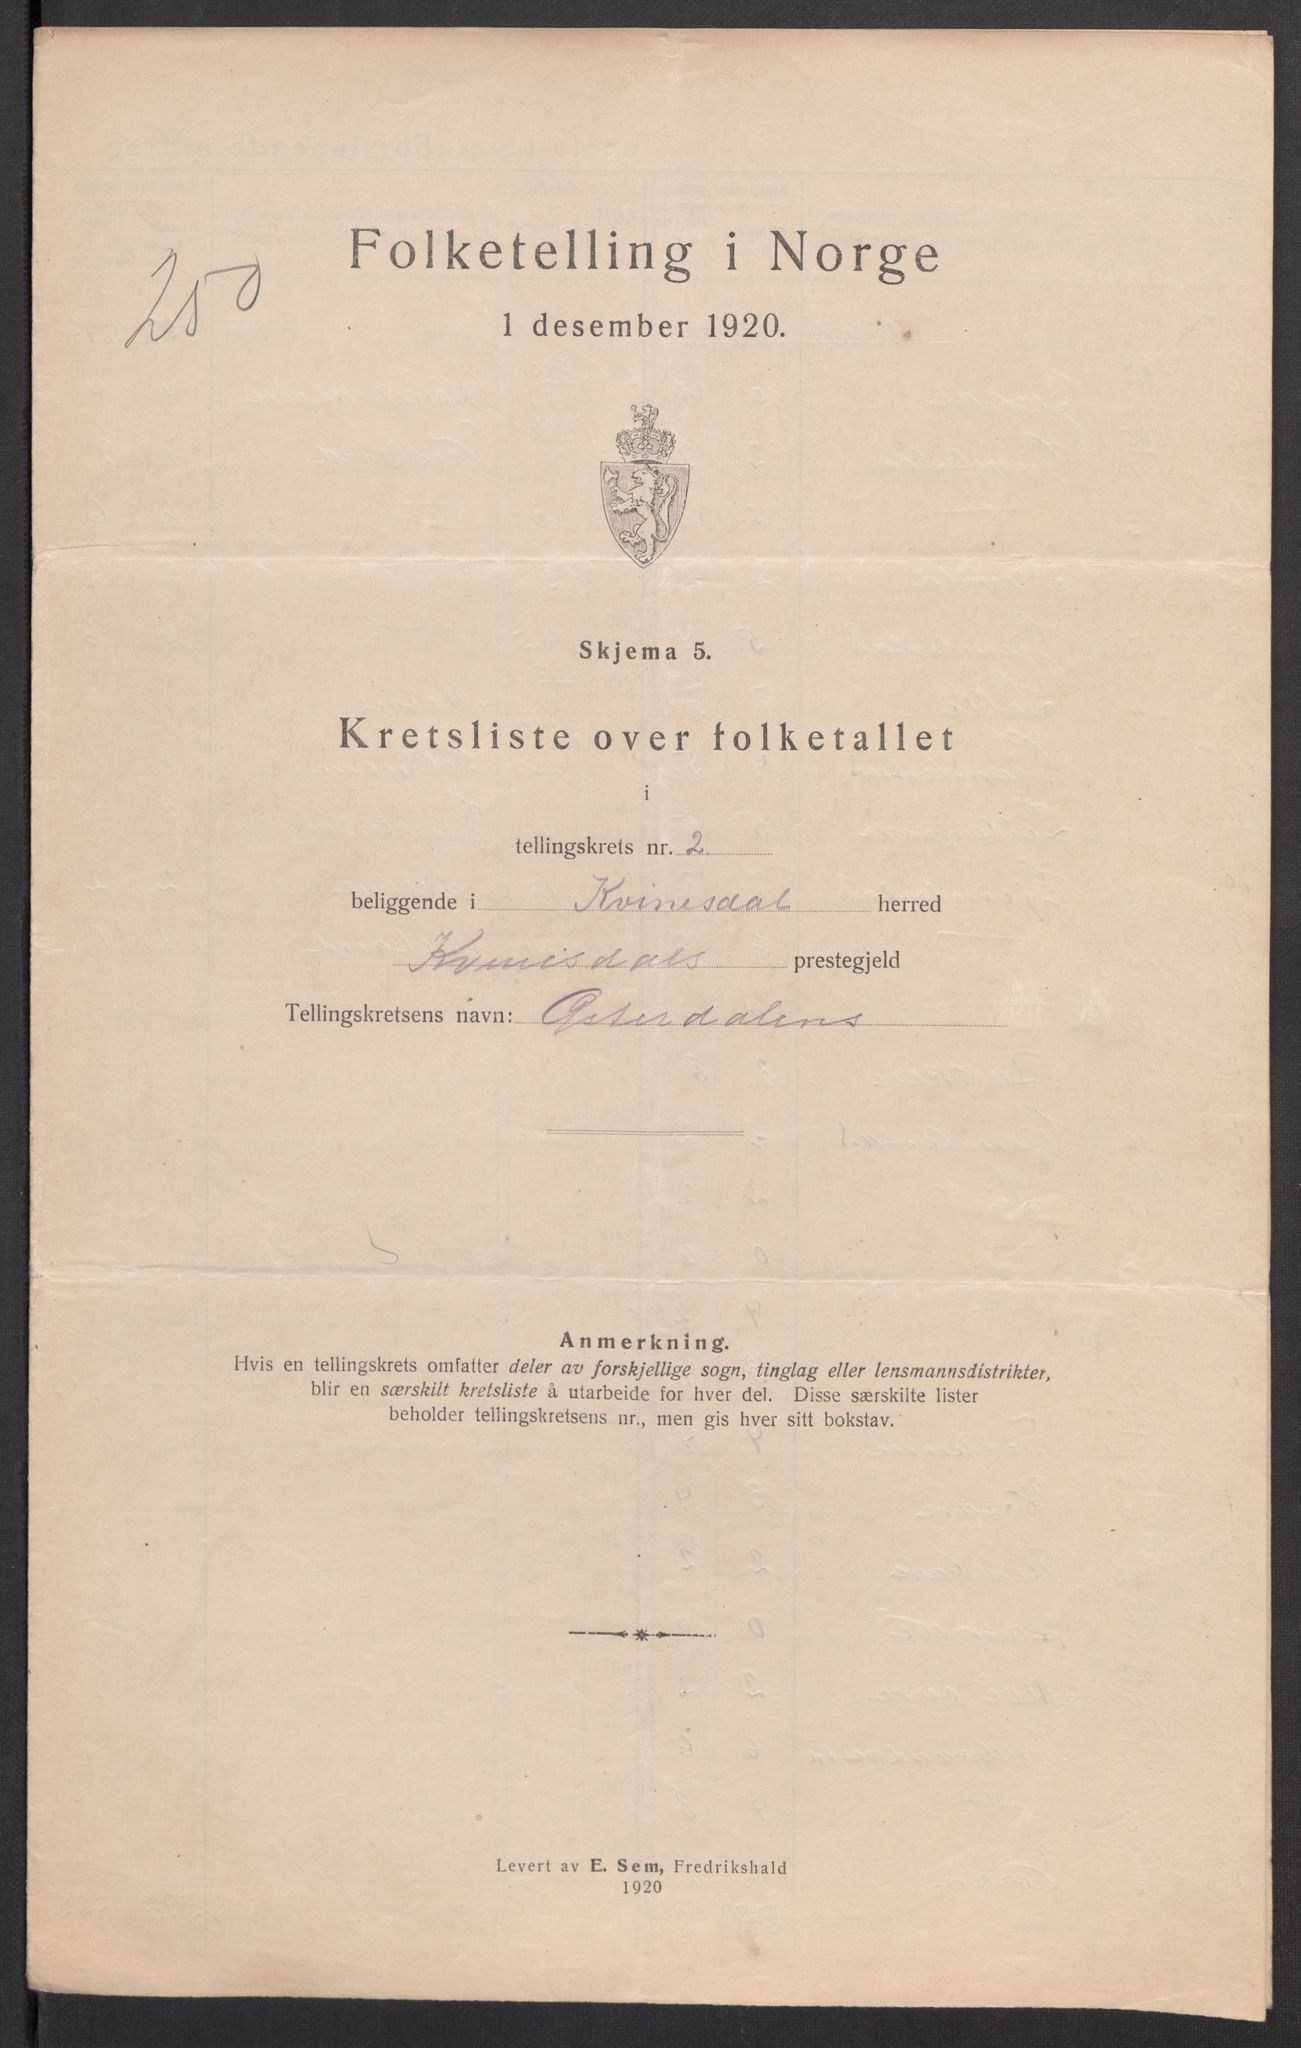 250
Folketelling i Norge
1 desember 1920.
Skjema 5.
Kretsliste over folketallet
i
tellingskrets nr. 2.
beliggende i Kvinesdal herred
Kvinesdals prestegjeld
Tellingskretsens navn: Østerdalens
Anmerkning.
Hvis en tellingskrets omfatter deler av forskjellige sogn, tinglag eller lensmannsdistrikter,
blir en særskilt kretsliste å utarbeide for hver del. Disse særskilte lister
beholder tellingskretsens nr., men gis hver sitt bokstav.
Levert av E. Sem, Fredrikshald
1920